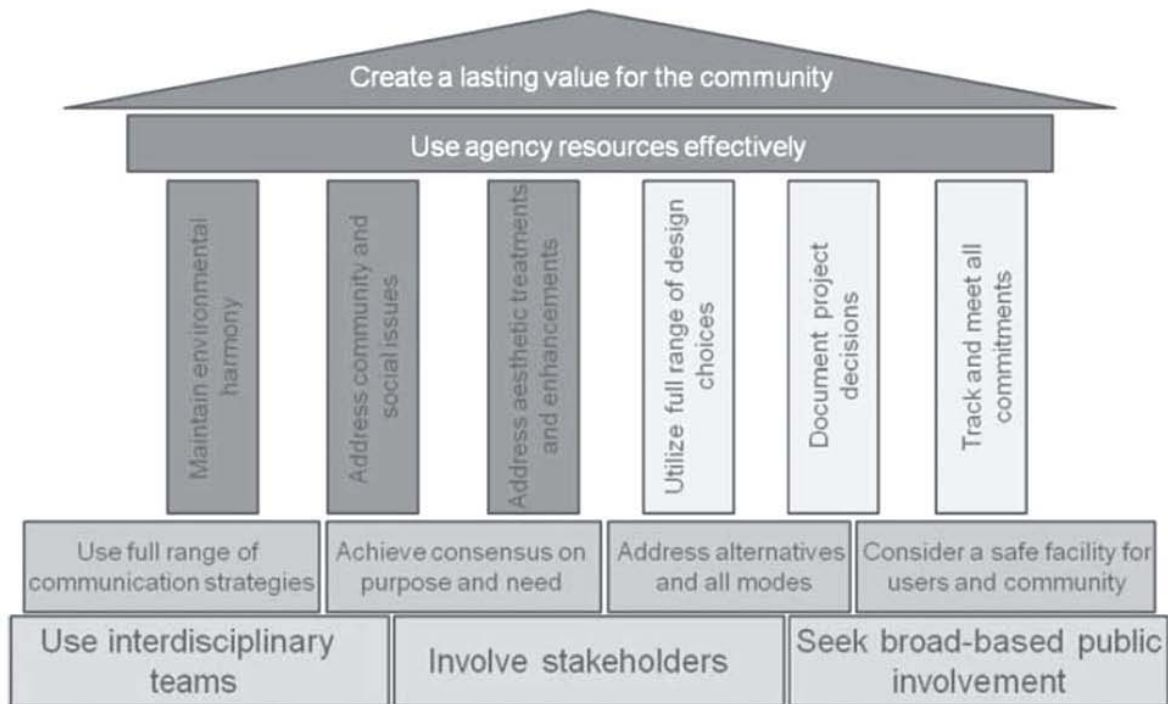 Create a lasting value for the community
Use agency resources effectively
Maintain environmental
harmony
Address community and
social issues
Address aesthetic treatments
and enhancements
Utilize full range of design
choices
Document project
decisions
Track and meet all
commitments
Use full range of
communication strategies
Achieve consensus on
purpose and need
Address alternatives
and all modes
Consider a safe facility for
users and community
Use interdisciplinary
teams
Involve stakeholders
Seek broad-based public
involvement